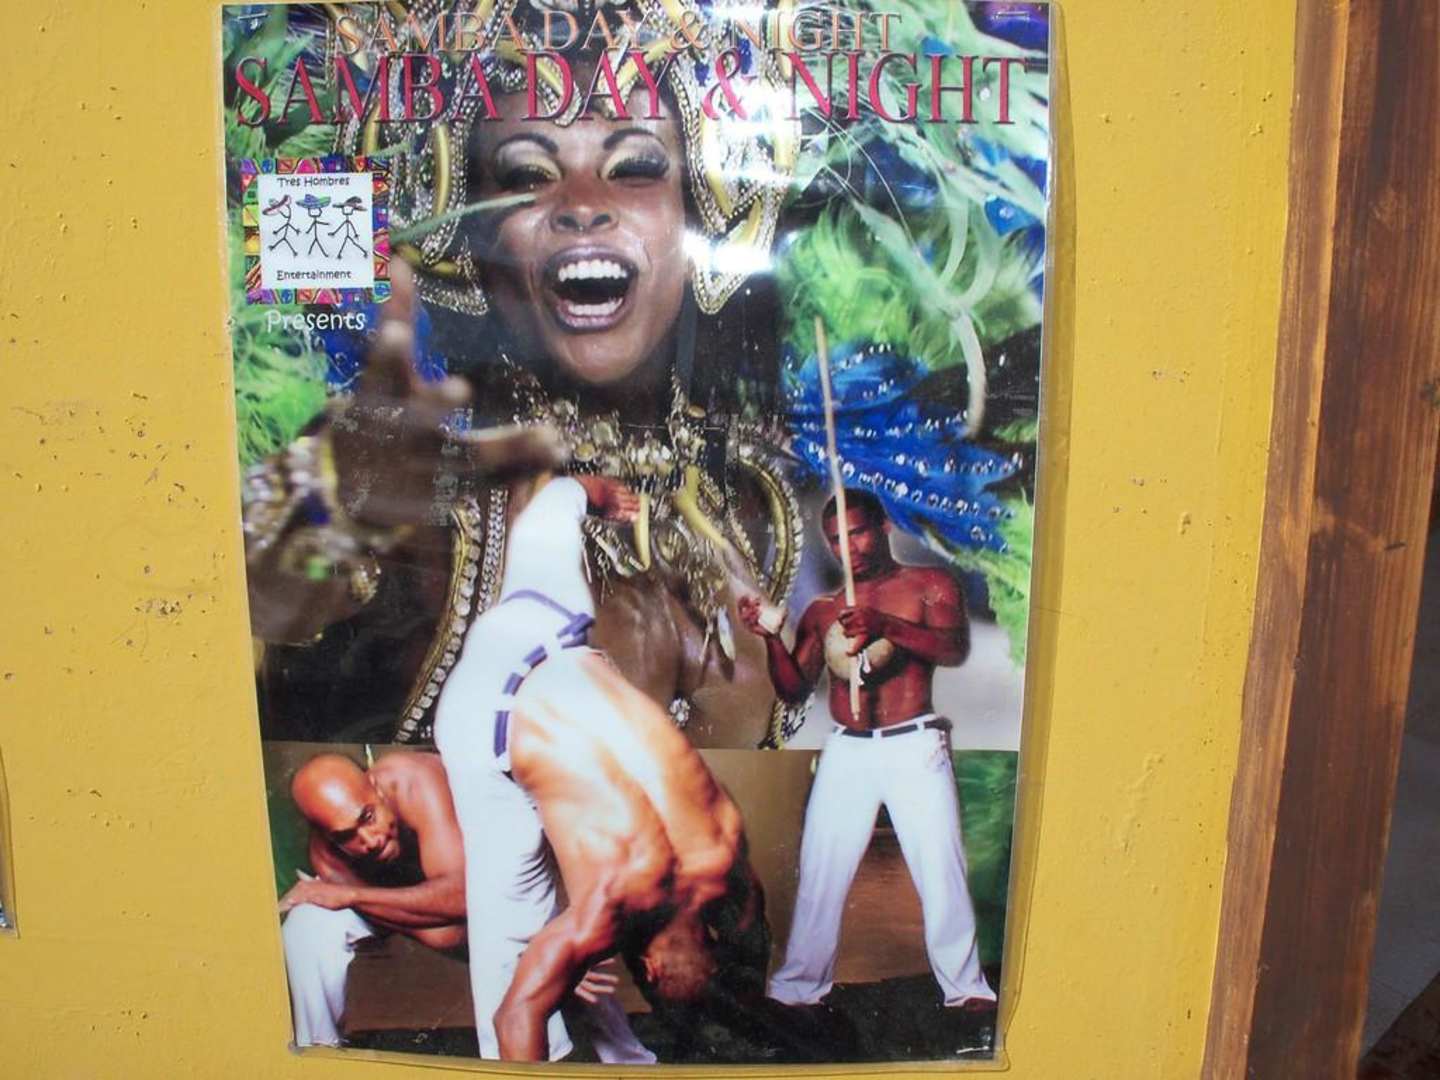 SAMBA DAY & NIGHT
SAMBA DAY & NIGHT
Tres Hombres
Entertainment
Presents